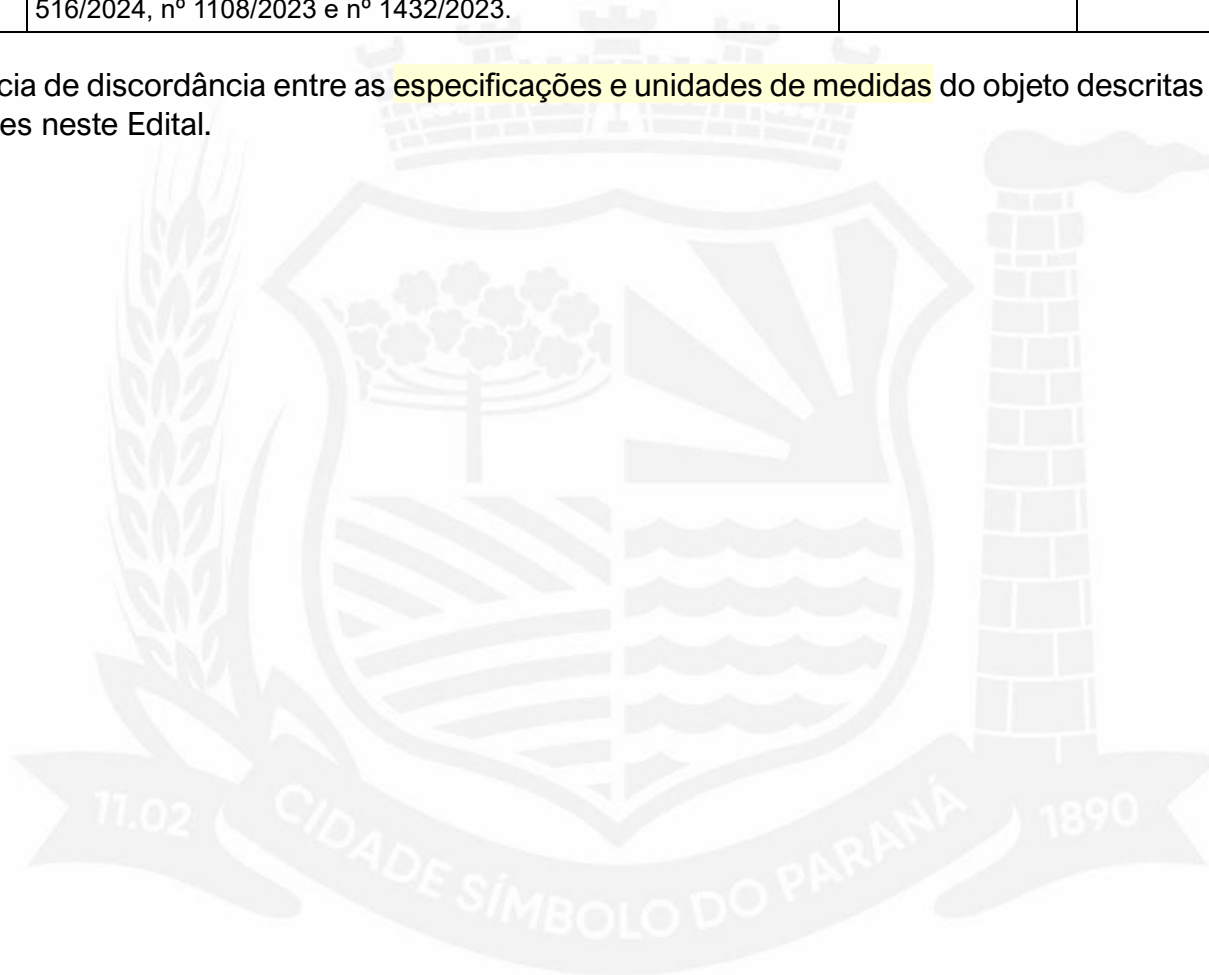 516/2024, nº 1108/2023 e nº 1432/2023.
cia de discordância entre as especificações e unidades de medidas do objeto descritas
es neste Edital.
11.02
CIDADE SÍMBOLO DO PARANÁ
1890